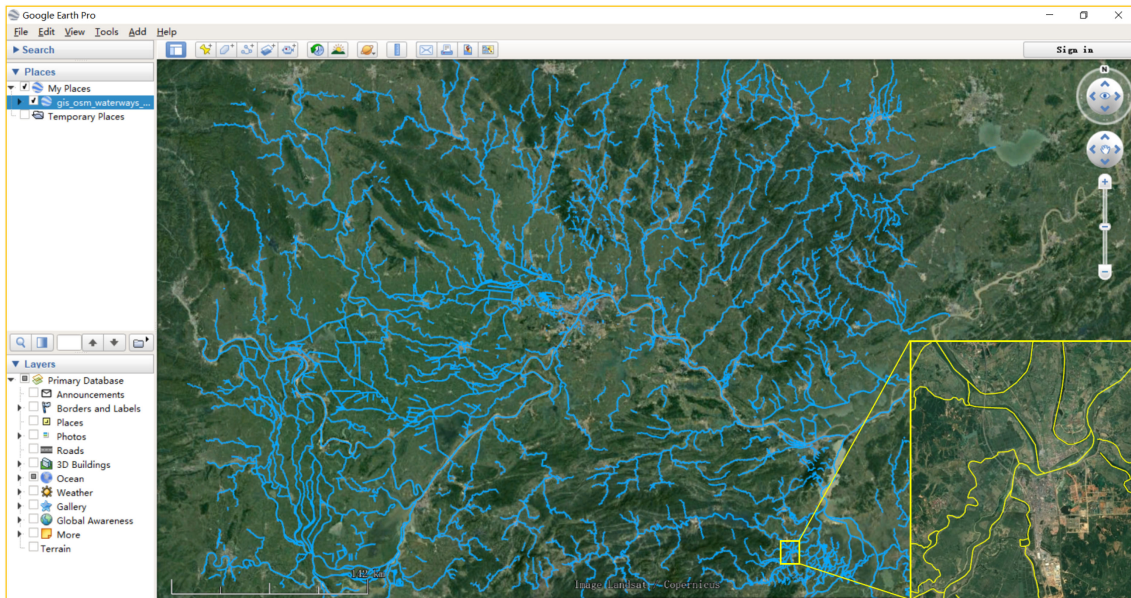 Google Earth Pro
File Edit View Tools Add Help
Search
Sign in
Places
My Places
gis_osm_waterways_...
Temporary Places
Layers
Primary Database
Announcements
Borders and Labels
Places
Photos
Roads
3D Buildings
Ocean
Weather
Gallery
Global Awareness
More
Terrain
N
142 km
Image Landsat / Copernicus